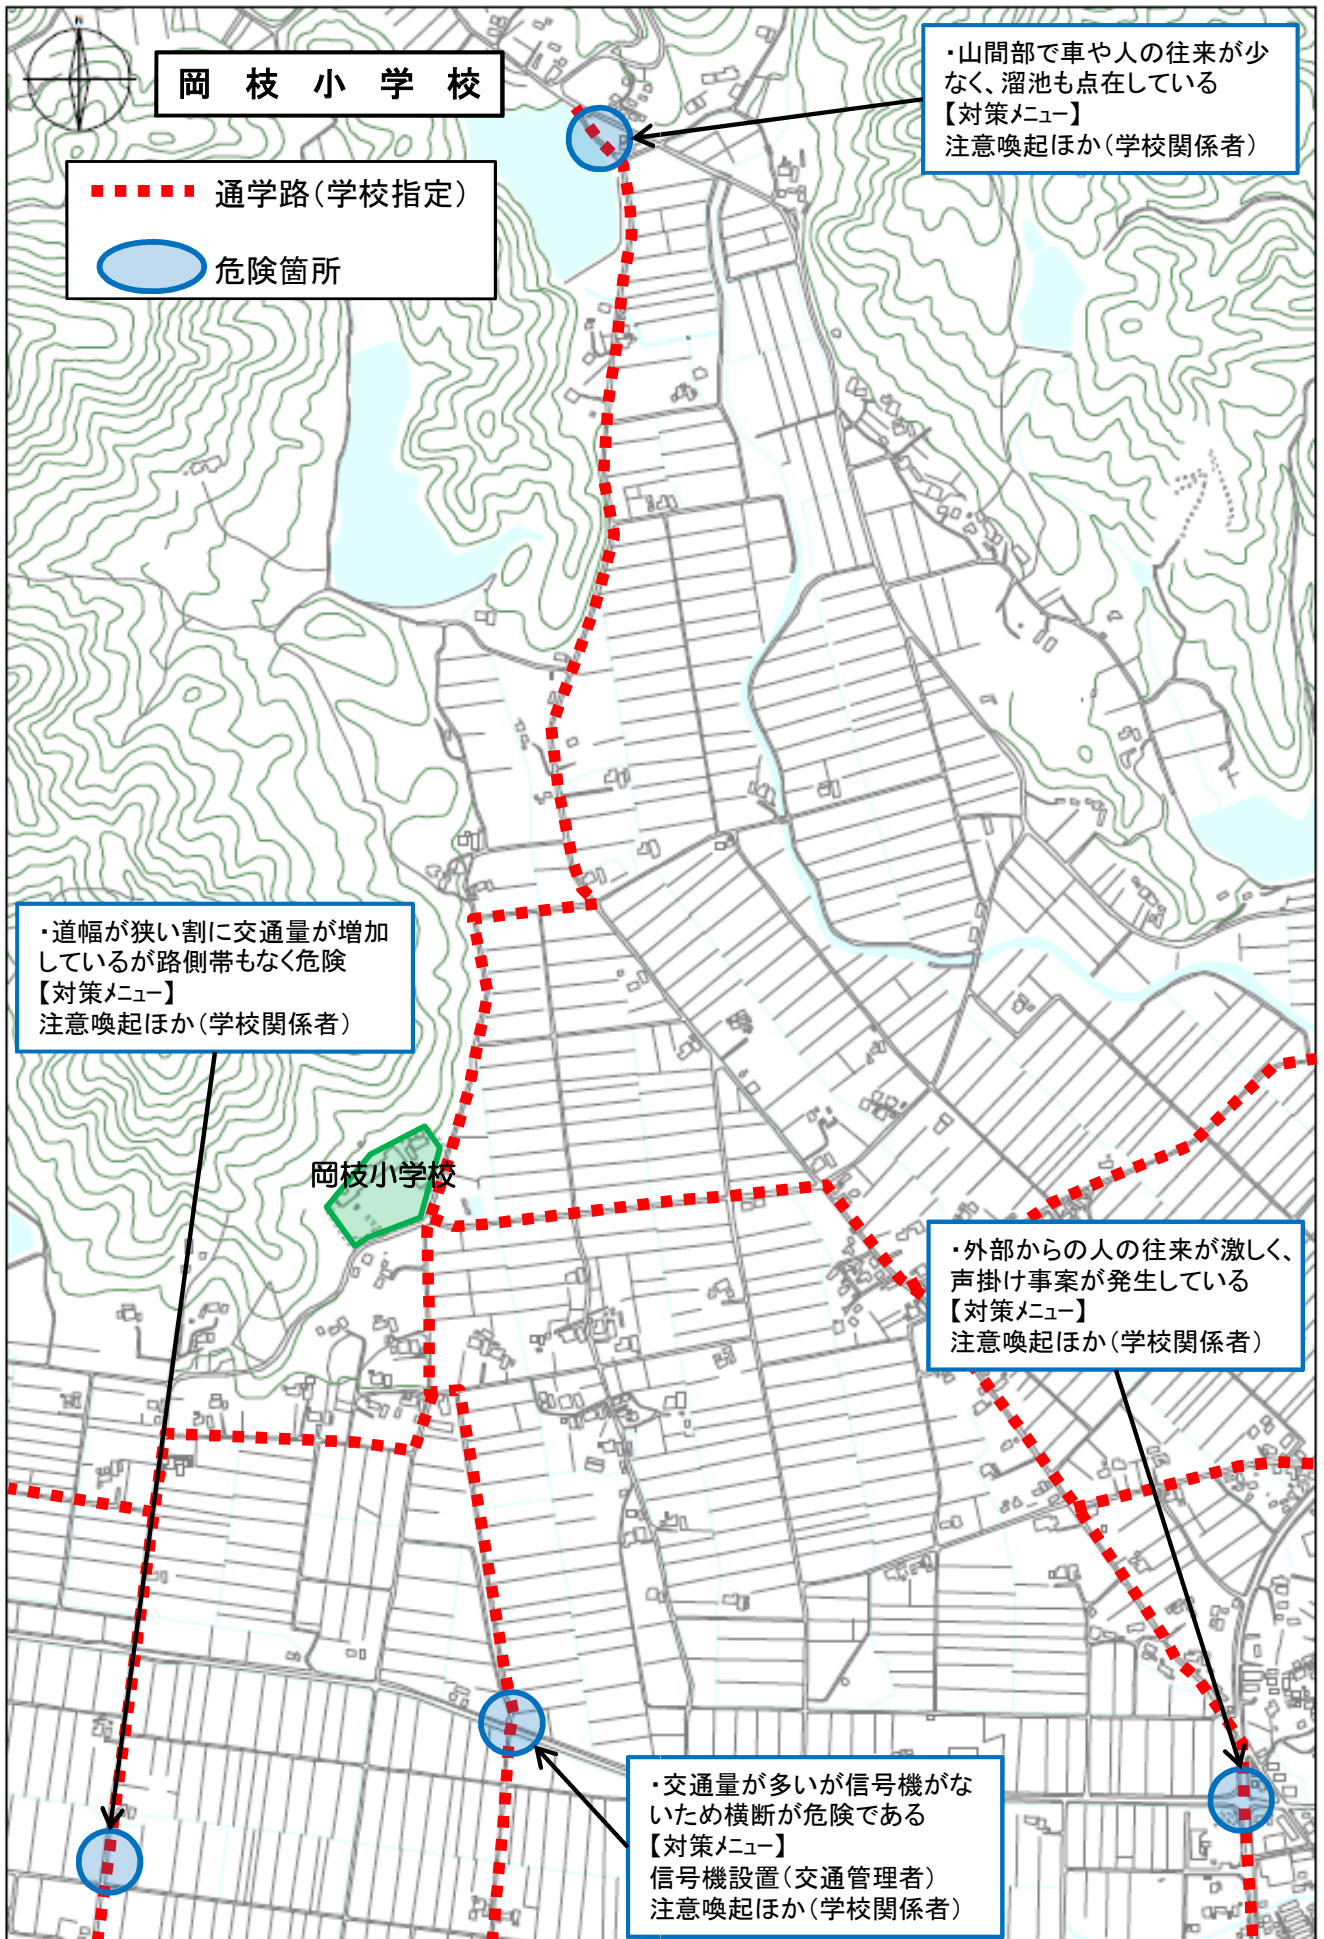 岡枝小学校
通学路(学校指定)
危険箇所
・山間部で車や人の往来が少
なく、溜池も点在している
【対策メニュー】
注意喚起ほか(学校関係者)
・道幅が狭い割に交通量が増加
しているが路側帯もなく危険
【対策メニュー】
注意喚起ほか(学校関係者)
岡枝小学校
・外部からの人の往来が激しく、
声掛け事案が発生している
【対策メニュー】
注意喚起ほか(学校関係者)
・交通量が多いが信号機がな
いため横断が危険である
【対策メニュー】
信号機設置(交通管理者)
注意喚起ほか(学校関係者)